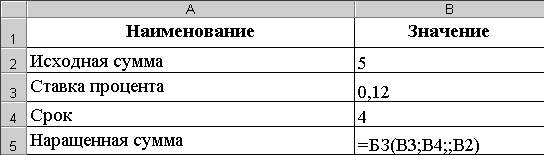 A B
1 Наименование Значение
2 Исходная сумма 5
3 Ставка процента 0,12
4 Срок 4
5 Наращенная сумма =БЗ(B3;B4;;B2)